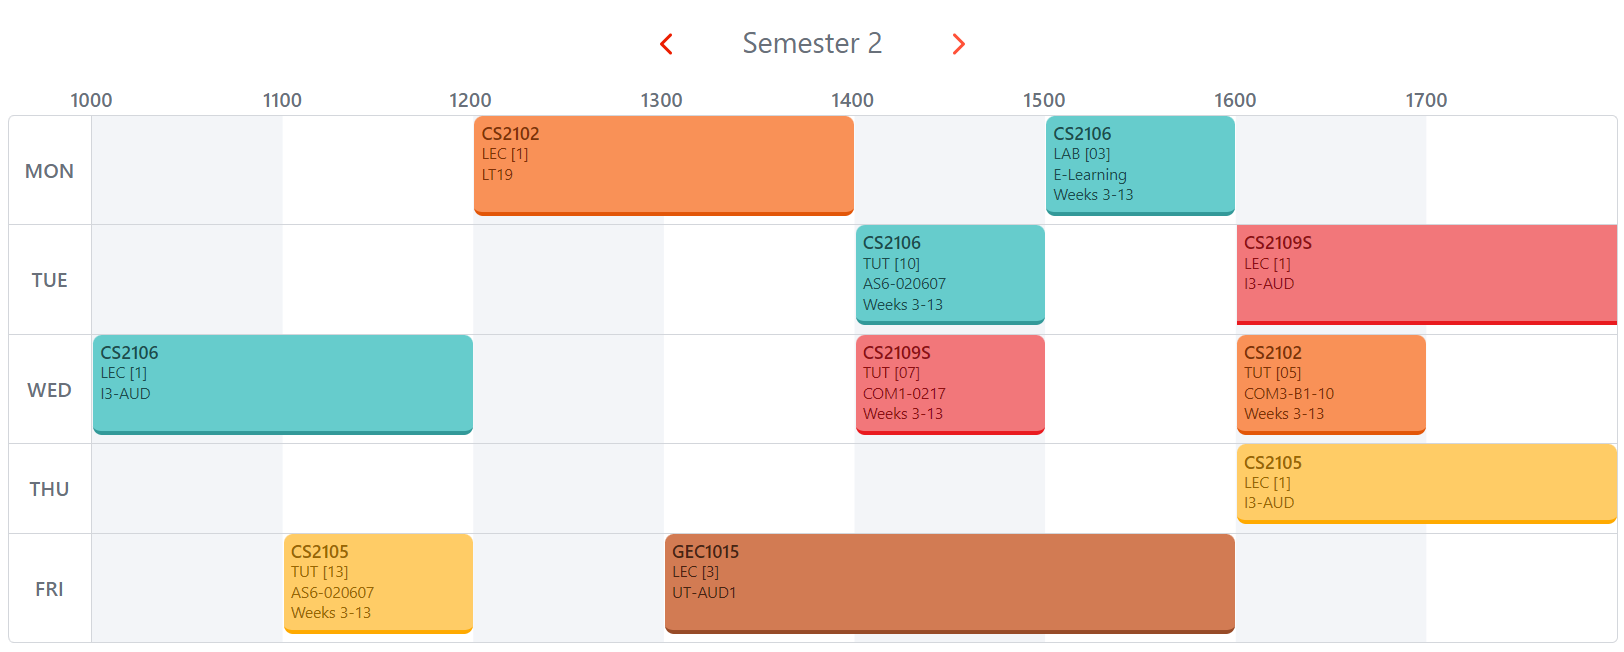 Semester 2
1000 1100 1200 1300 1400 1500 1600 1700
MON
CS2102
LEC [1]
LT19
CS2106
LAB [03]
E-Learning
Weeks 3-13
TUE
CS2106
TUT [10]
AS6-020607
Weeks 3-13
CS2109S
LEC [1]
I3-AUD
WED
CS2106
LEC [1]
I3-AUD
CS2109S
TUT [07]
COM1-0217
Weeks 3-13
CS2102
TUT [05]
COM3-B1-10
Weeks 3-13
THU
CS2105
LEC [1]
I3-AUD
FRI
CS2105
TUT [13]
AS6-020607
Weeks 3-13
GEC1015
LEC [3]
UT-AUD1